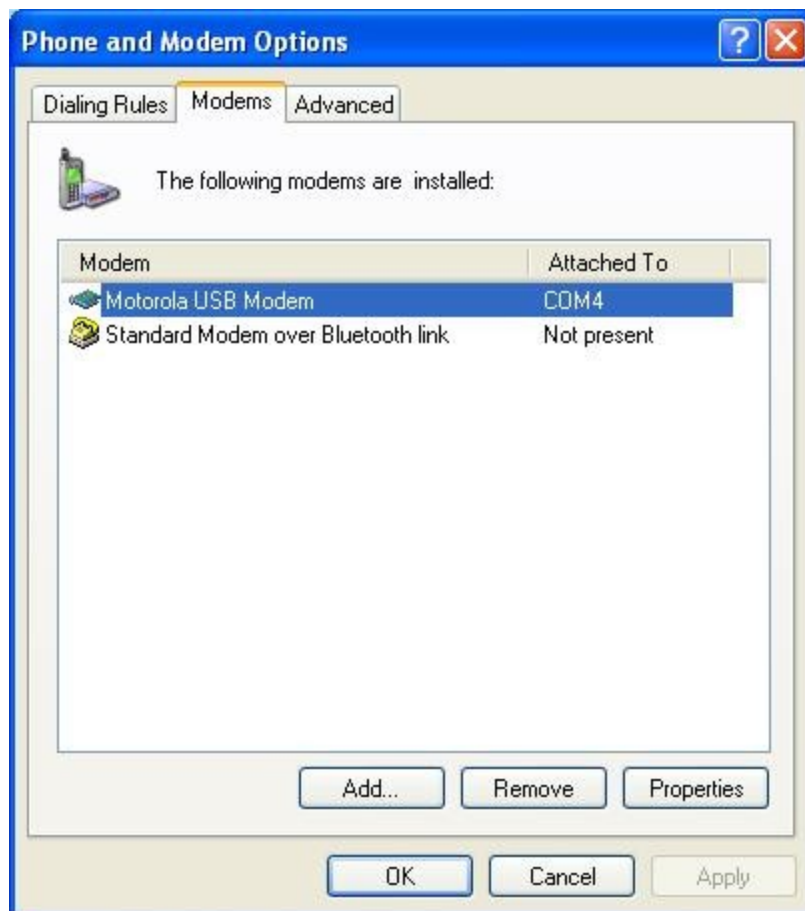 Phone and Modem Options
Dialing Rules Modems Advanced
The following modems are installed:
Modem Attached To
Motorola USB Modem COM4
Standard Modem over Bluetooth link Not present
Add... Remove Properties
OK Cancel Apply